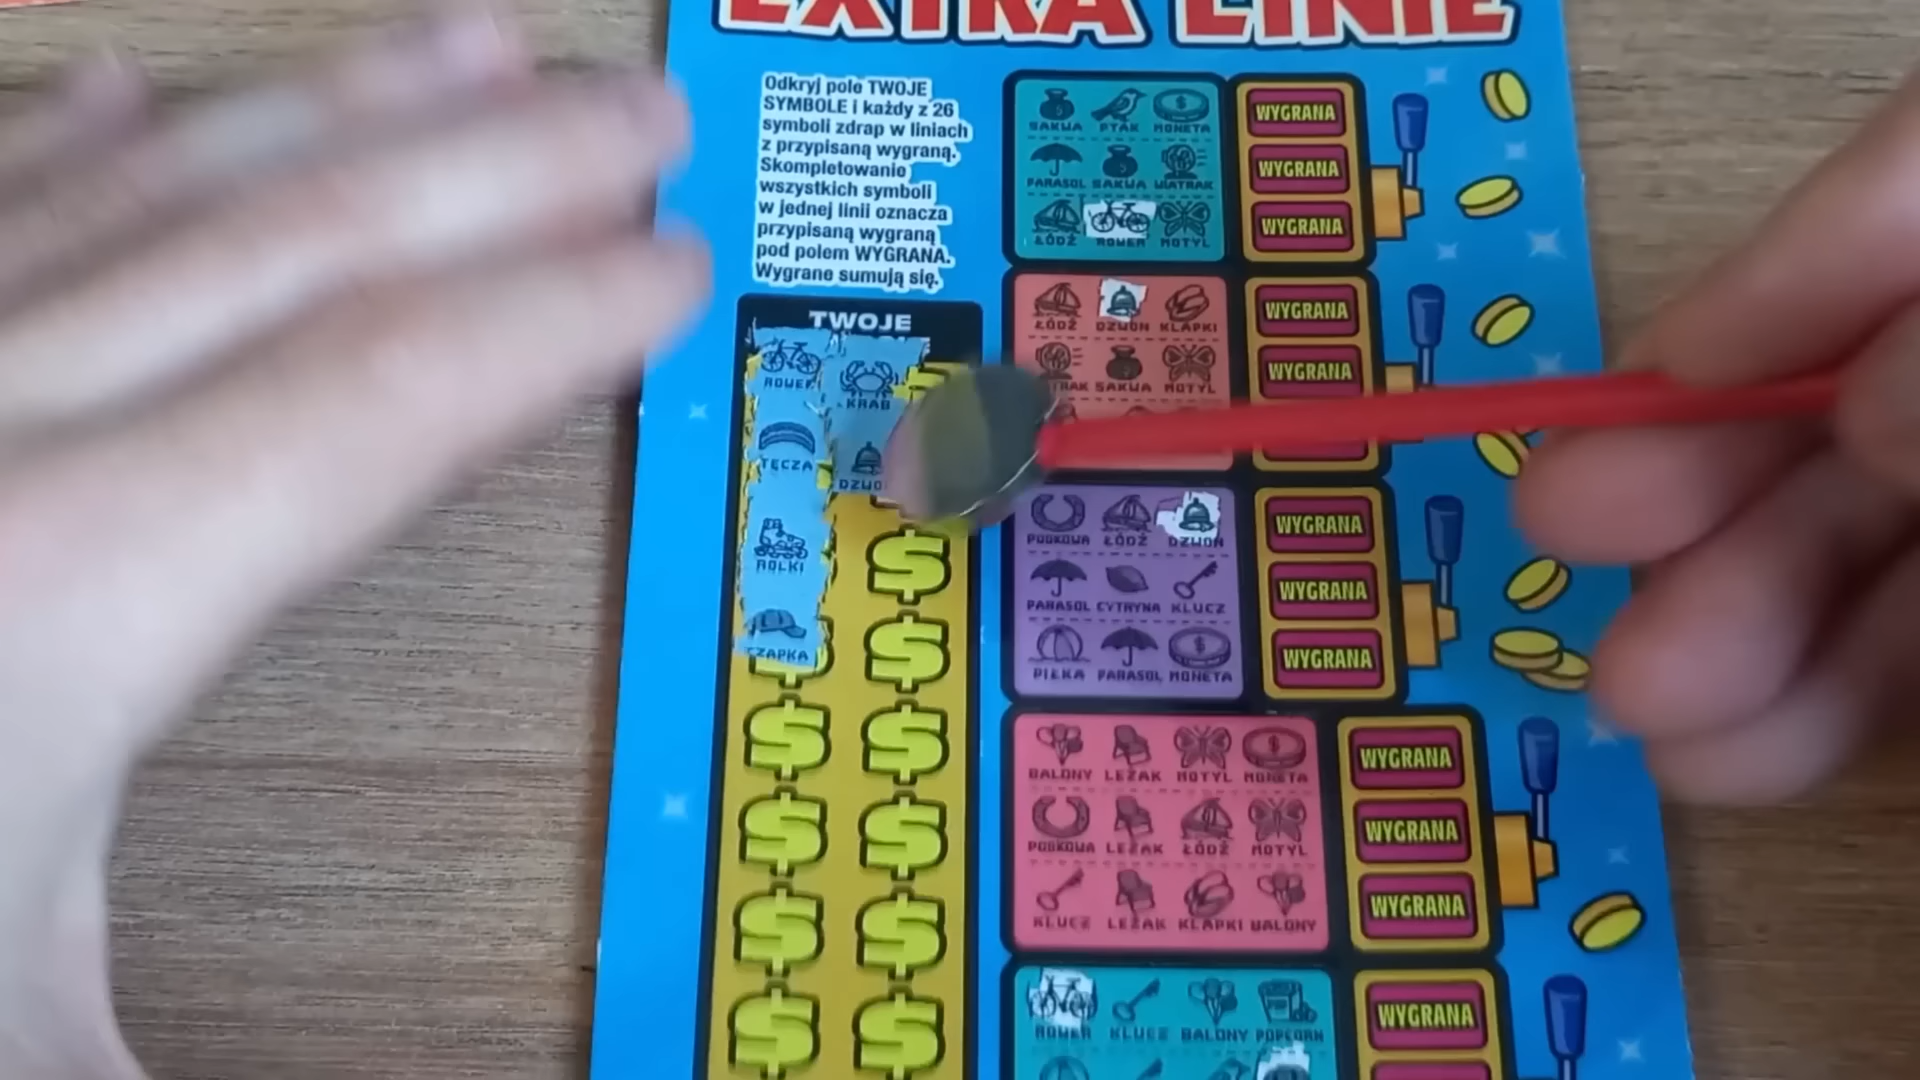 EXTRA LINIE
Odkryj pole TWOJE
SYMBOLE i każdy z 26
symboli zdrap w liniach
z przypisaną wygraną.
Skompletowanie
wszystkich symboli
w jednej linii oznacza
przypisaną wygraną
pod polem WYGRANA.
Wygrane sumują się.
TWOJE
ROWER
KRAB
TĘCZA
DZWO
ROLKI
CZAPKA
SAKWA PTAK MONETA
WYGRANA
PARASOL SAKWA WIATRAK
WYGRANA
ŁÓDŹ ROWER MOTYL
WYGRANA
ŁÓDŹ DZWON KLAPKI
WYGRANA
TRAK SAKWA MOTYL
WYGRANA
PODKOWA ŁÓDŹ DZWON
WYGRANA
PARASOL CYTRYNA KLUCZ
WYGRANA
PIŁKA PARASOL MONETA
WYGRANA
BALONY LEŻAK MOTYL MONETA
WYGRANA
PODKOWA LEŻAK ŁÓDŹ MOTYL
WYGRANA
KLUCZ LEŻAK KLAPKI BALONY
WYGRANA
ROWER KLUCZ BALONY POPCORN
WYGRANA